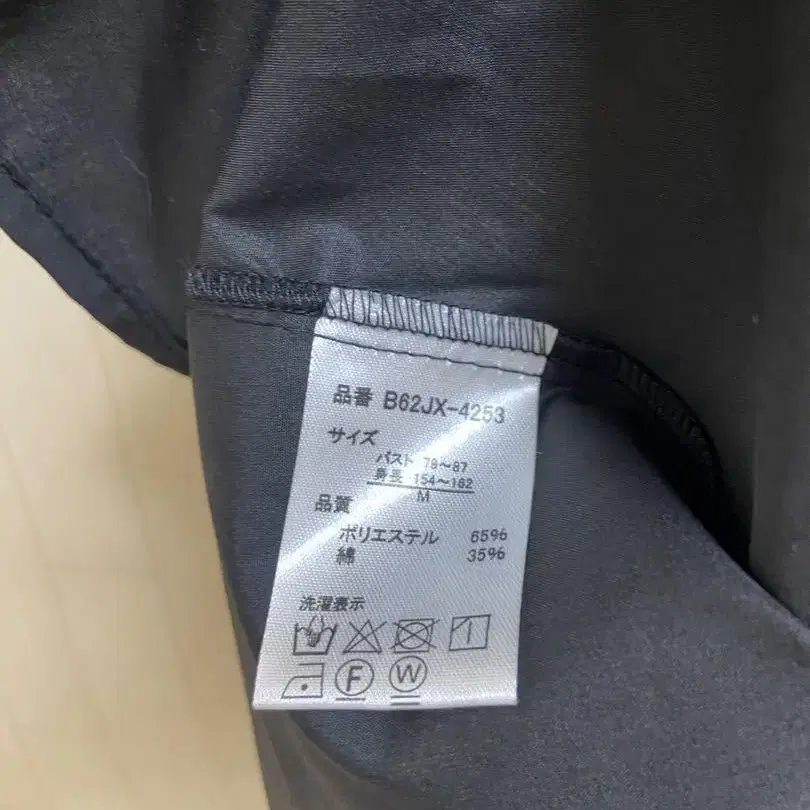 品番 B62JX-4253
サイズ
バスト 79～87
身長 154～162
M
品質
ポリエステル 65%
綿 35%
洗濯表示
F W